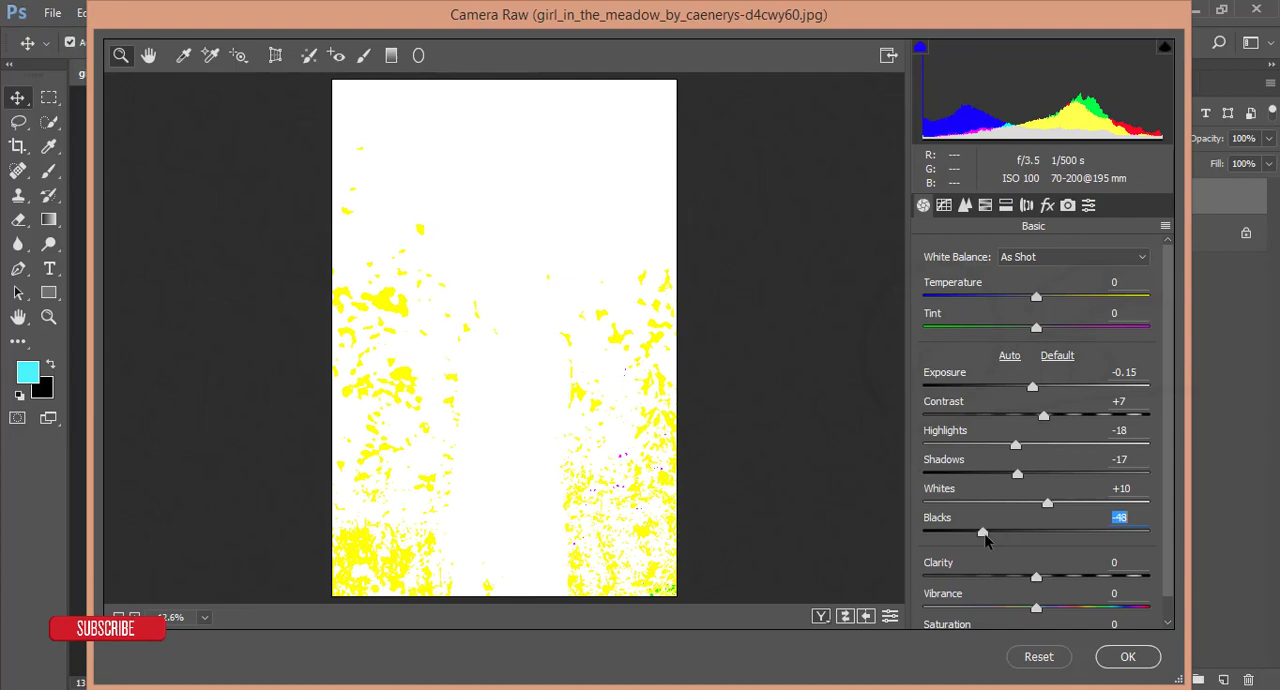 Ps File
Camera Raw (girl_in_the_meadow_by_caenerys-d4cwy60.jpg)
R: ---
G: ---
B: ---
f/3.5 1/500 s
ISO 100 70-200@195 mm
Opacity: 100%
Fill: 100%
fx
Basic
White Balance: As Shot
Temperature 0
Tint 0
Auto Default
Exposure -0.15
Contrast +7
Highlights -18
Shadows -17
Whites +10
Blacks -48
Clarity 0
Vibrance 0
Saturation 0
Y
SUBSCRIBE
Reset OK